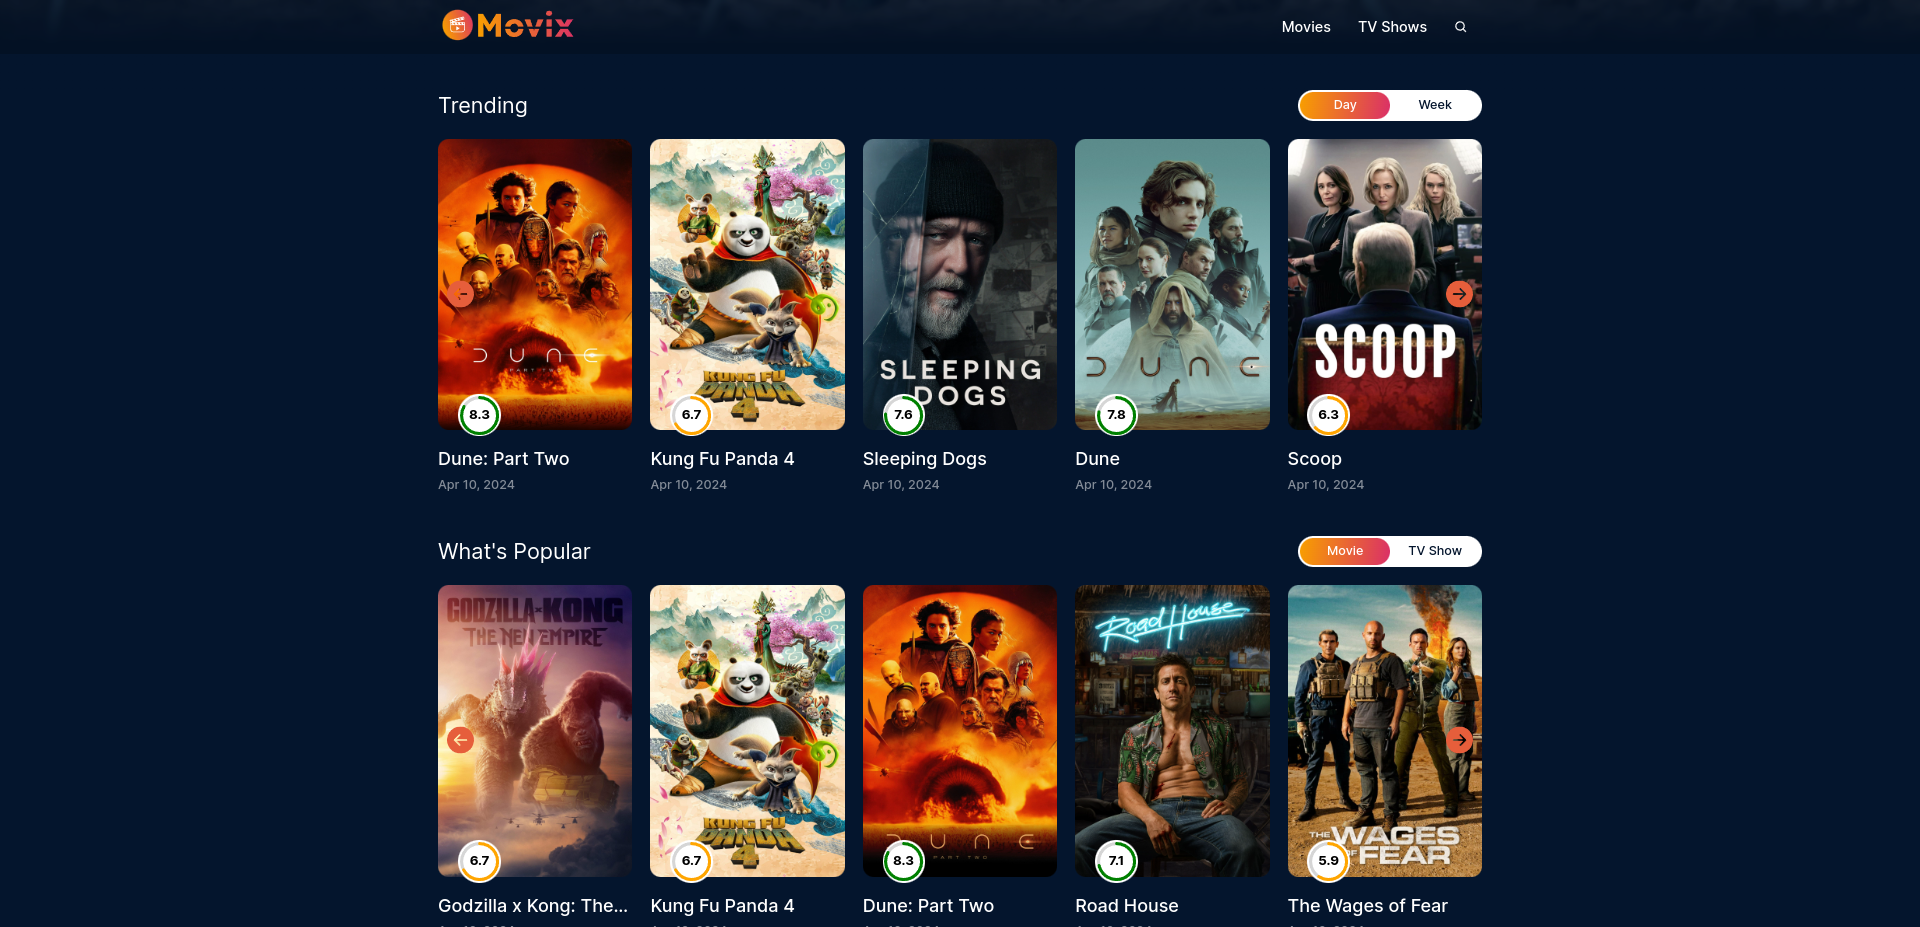 Movix
Movies
TV Shows
Trending
Day
Week
DUNE
PART TWO
KUNG FU
PANDA
4
SLEEPING
DOGS
DUNE
SCOOP
8.3
6.7
7.6
7.8
6.3
Dune: Part Two
Kung Fu Panda 4
Sleeping Dogs
Dune
Scoop
Apr 10, 2024
Apr 10, 2024
Apr 10, 2024
Apr 10, 2024
Apr 10, 2024
What's Popular
Movie
TV Show
GODZILLA x KONG
THE NEW EMPIRE
KUNG FU
PANDA
4
DUNE
PART TWO
Road House
THE WAGES
OF FEAR
6.7
6.7
8.3
7.1
5.9
Godzilla x Kong: The...
Kung Fu Panda 4
Dune: Part Two
Road House
The Wages of Fear